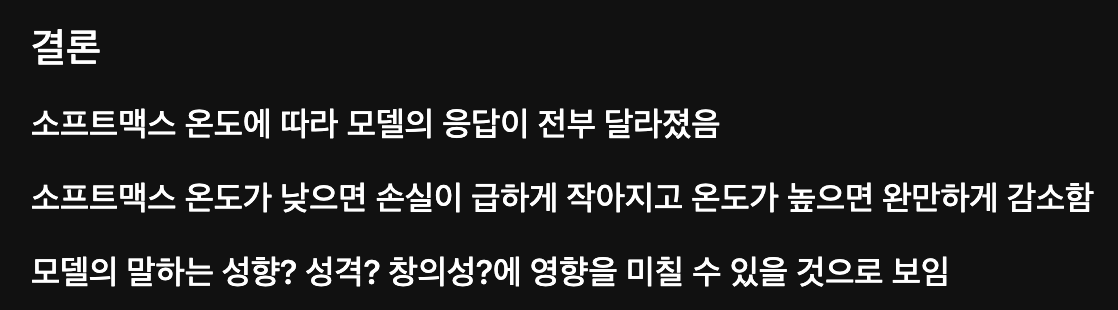 결론
소프트맥스 온도에 따라 모델의 응답이 전부 달라졌음
소프트맥스 온도가 낮으면 손실이 급하게 작아지고 온도가 높으면 완만하게 감소함
모델의 말하는 성향? 성격? 창의성?에 영향을 미칠 수 있을 것으로 보임